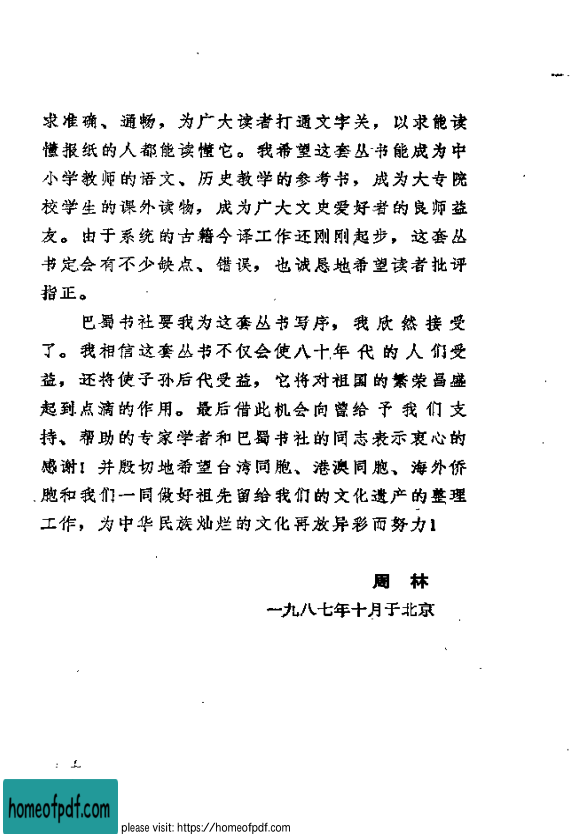 求准确、通畅，为广大读者打通文字关，以求能读
懂报纸的人都能读懂它。我希望这套丛书能成为中
小学教师的语文、历史教学的参考书，成为大专院
校学生的课外读物，成为广大文史爱好者的良师益
友。由于系统的古籍今译工作还刚刚起步，这套丛
书定会有不少缺点、错误，也诚恳地希望读者批评
指正。
巴蜀书社要我为这套丛书写序，我欣然接受
了。我相信这套丛书不仅会使八十年代的人们受
益，还将使子孙后代受益，它将对祖国的繁荣昌盛
起到点滴的作用。最后借此机会向曾给予我们支
持、帮助的专家学者和巴蜀书社的同志表示衷心的
感谢！并殷切地希望台湾同胞、港澳同胞、海外侨
胞和我们一同做好祖先留给我们的文化遗产的整理
工作，为中华民族灿烂的文化再放异彩而努力！
周 林
一九八七年十月于北京
homeofpdf.com
please visit: https://homeofpdf.com